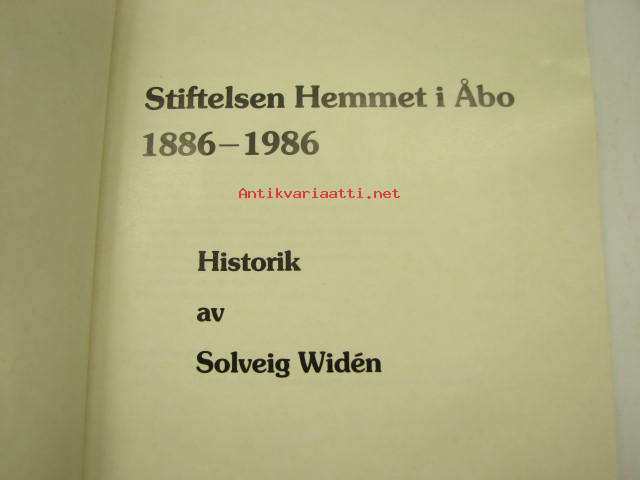 Stiftelsen Hemmet i Åbo
1886–1986
Antikvariaatti.net
Historik
av
Solveig Widén